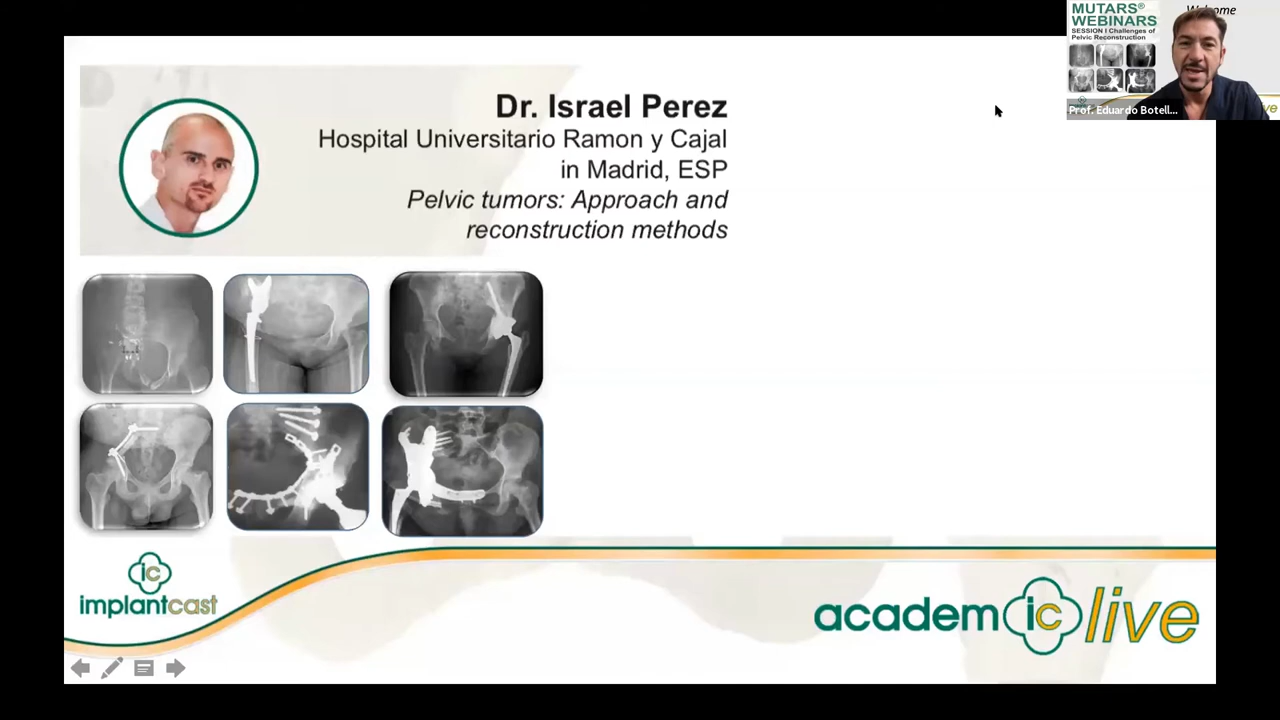 Dr. Israel Perez
Hospital Universitario Ramon y Cajal
in Madrid, ESP
Pelvic tumors: Approach and
reconstruction methods
MUTARS®
WEBINARS
SESSION I Challenges of
Pelvic Reconstruction
Prof. Eduardo Botell...
ic
implantcast
academic live